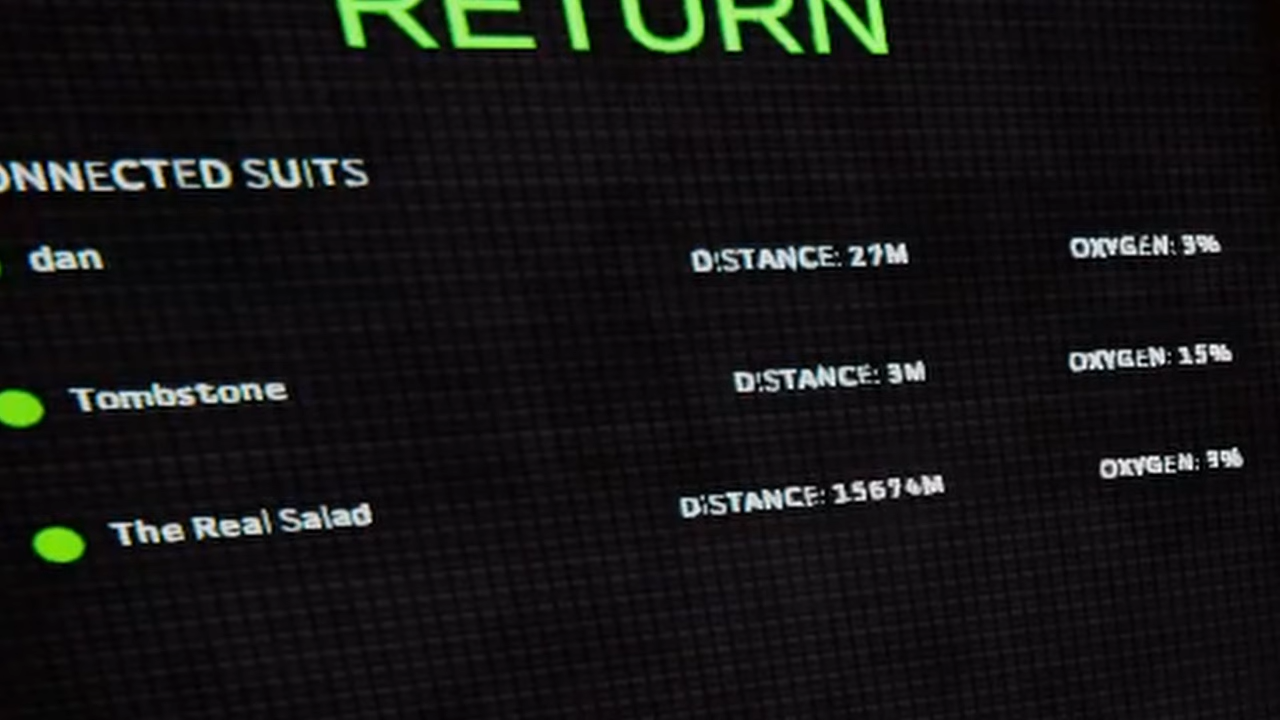 RETURN
ONNECTED SUITS
dan DISTANCE: 27M OXYGEN: 3%
Tombstone DISTANCE: 3M OXYGEN: 15%
The Real Salad DISTANCE: 15674M OXYGEN: